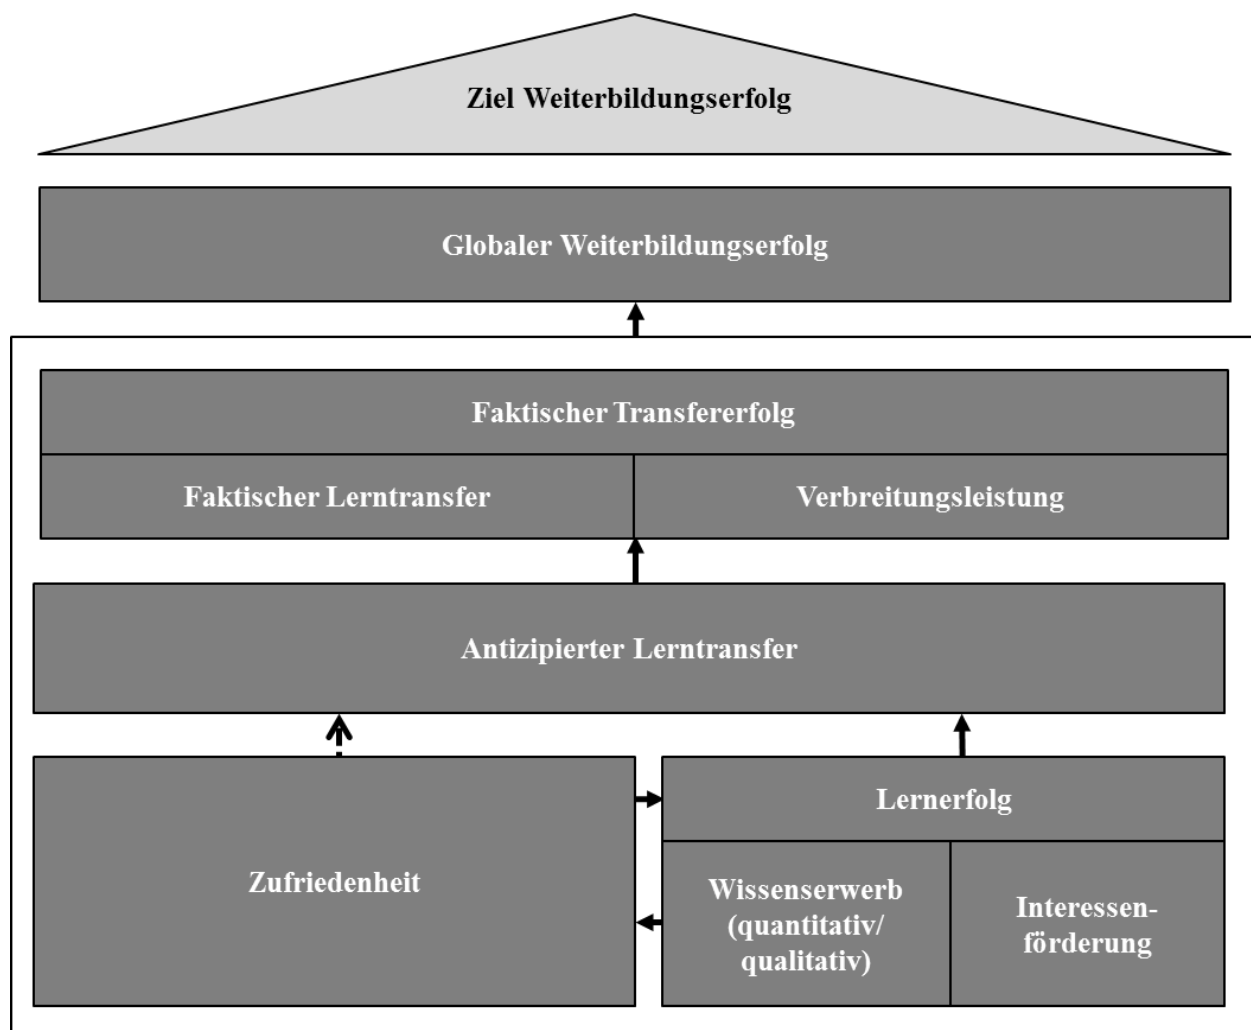 Ziel Weiterbildungserfolg
Globaler Weiterbildungserfolg
Faktischer Transfererfolg
Faktischer Lerntransfer
Verbreitungsleistung
Antizipierter Lerntransfer
Zufriedenheit
Lernerfolg
Wissenserwerb
(quantitativ/
qualitativ)
Interessen-
förderung